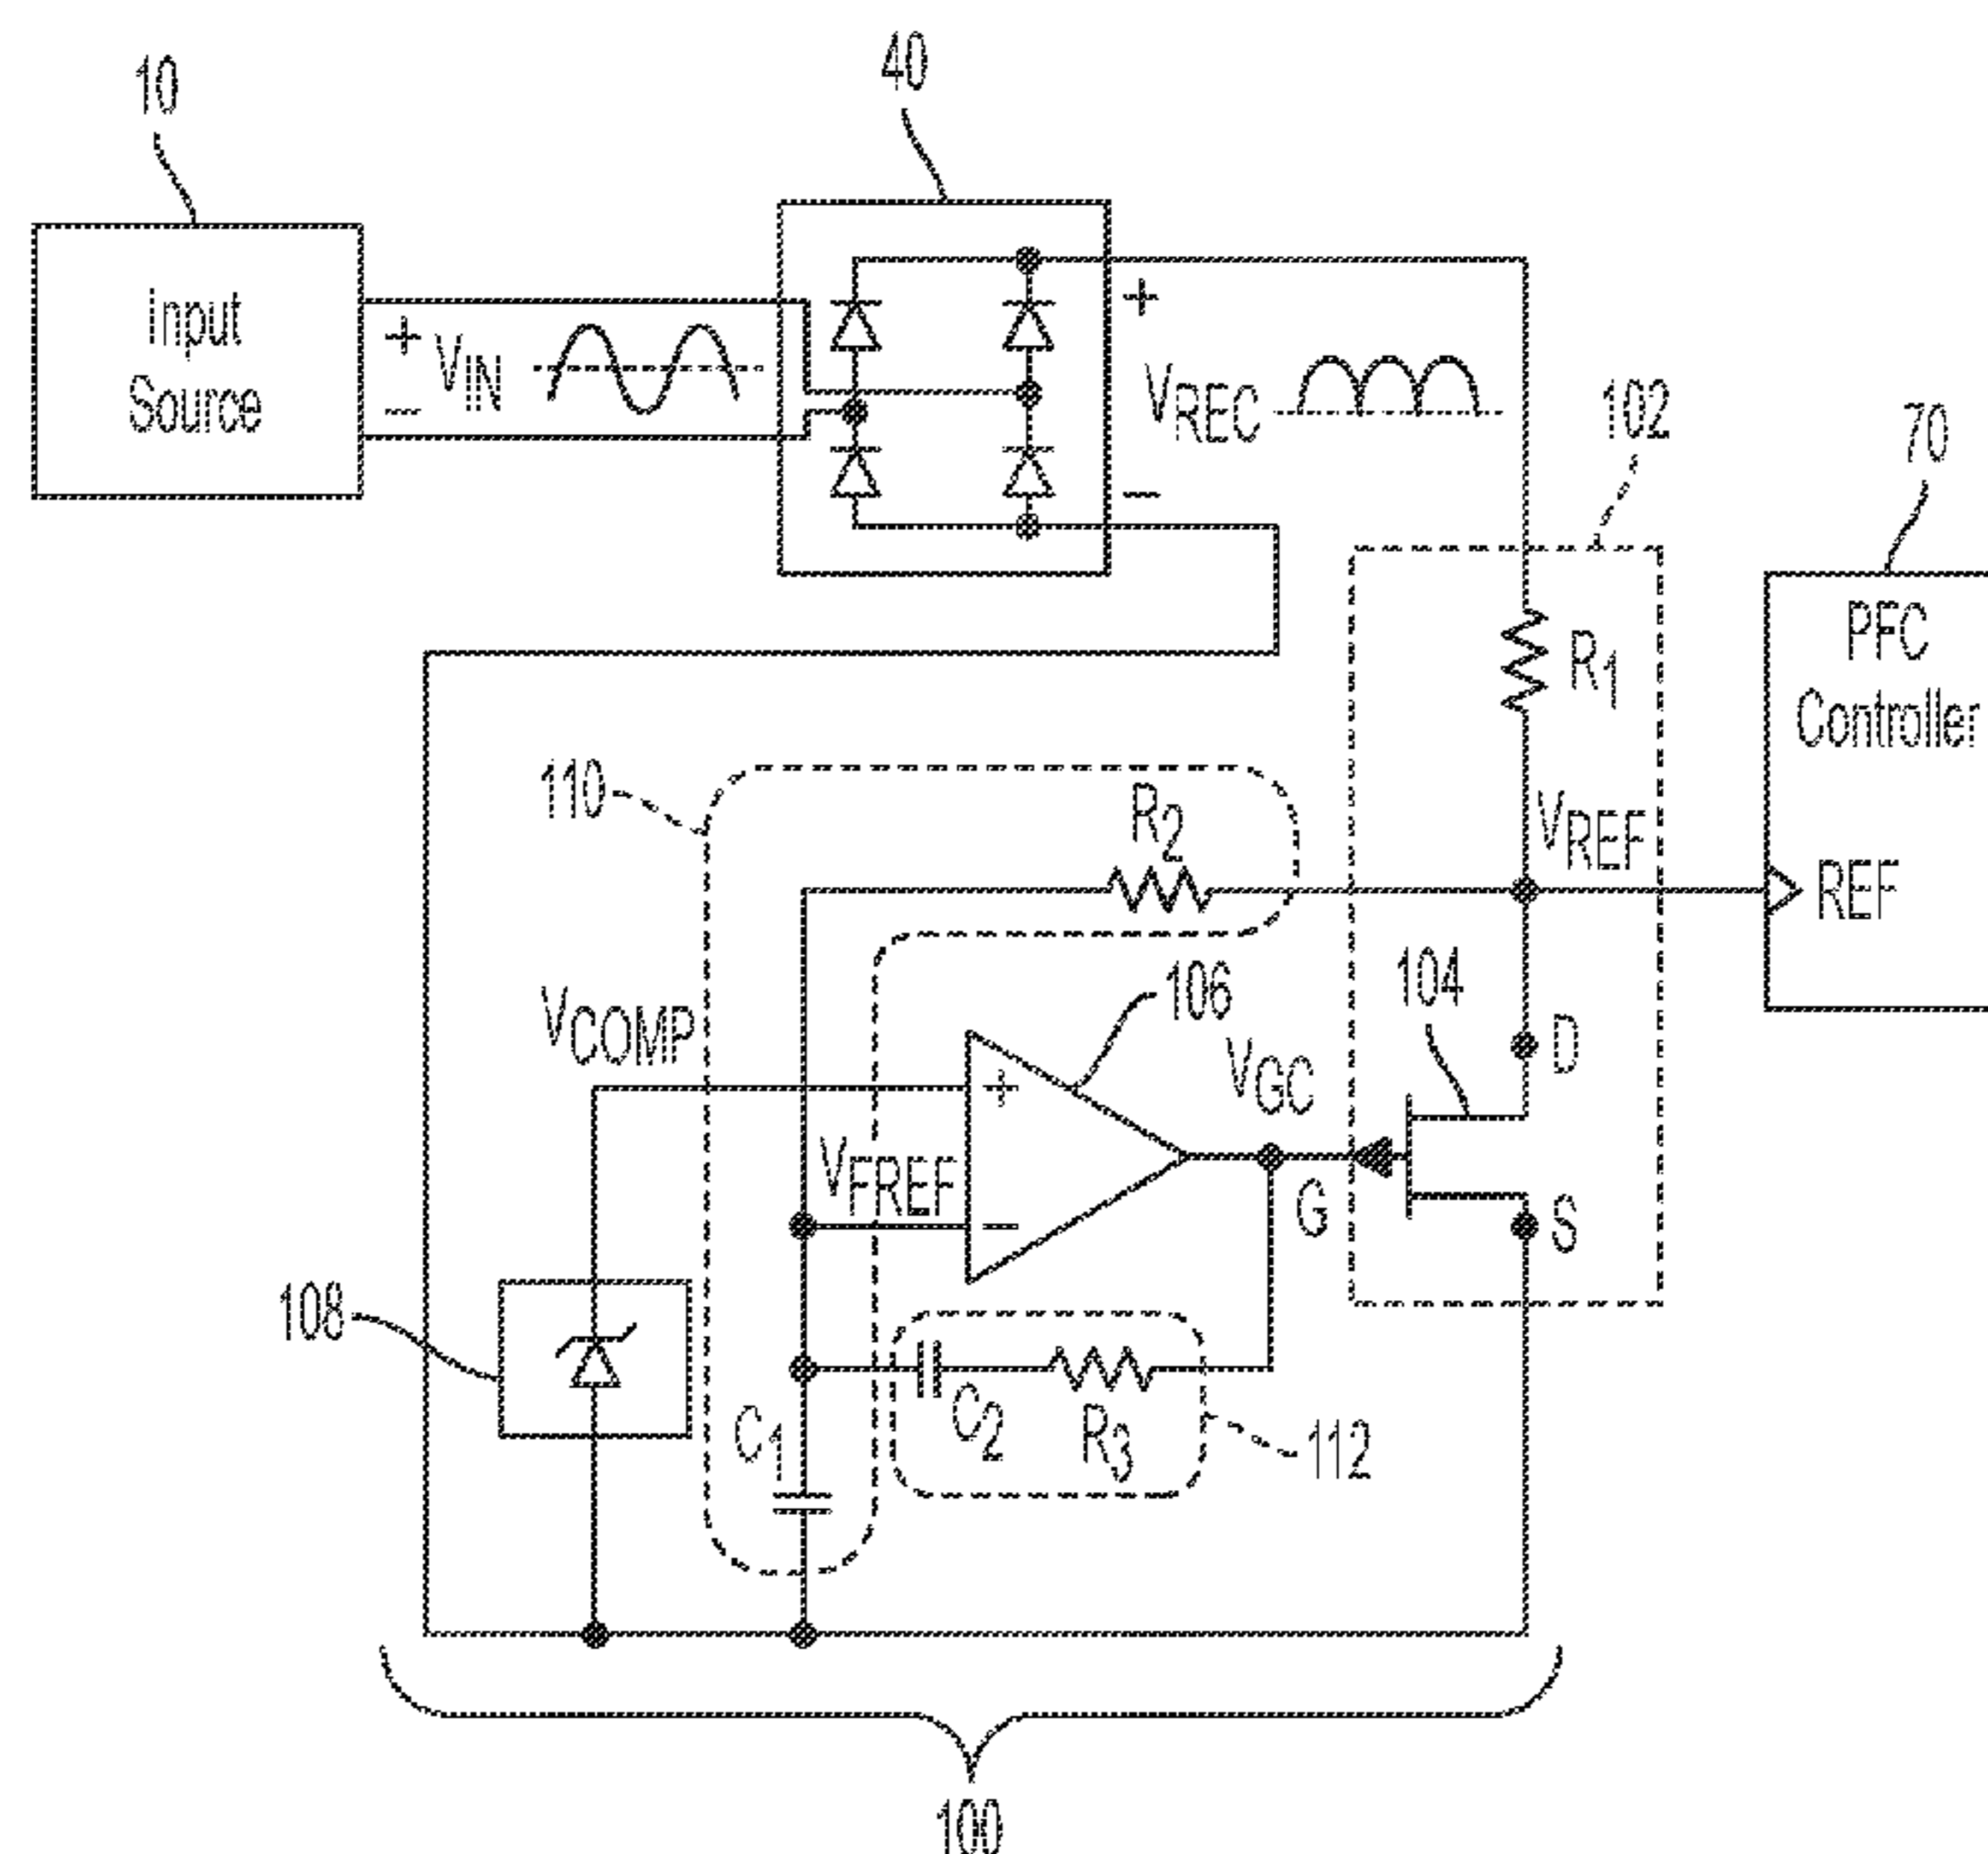 10
40
Input
Source
+
VIN
−
+
VREC
−
102
70
PFC
Controller
R1
110
R2
VREF
REF
VCOMP
106
104
VGC
D
+
VFREF
−
G
S
108
C1
C2
R3
112
100